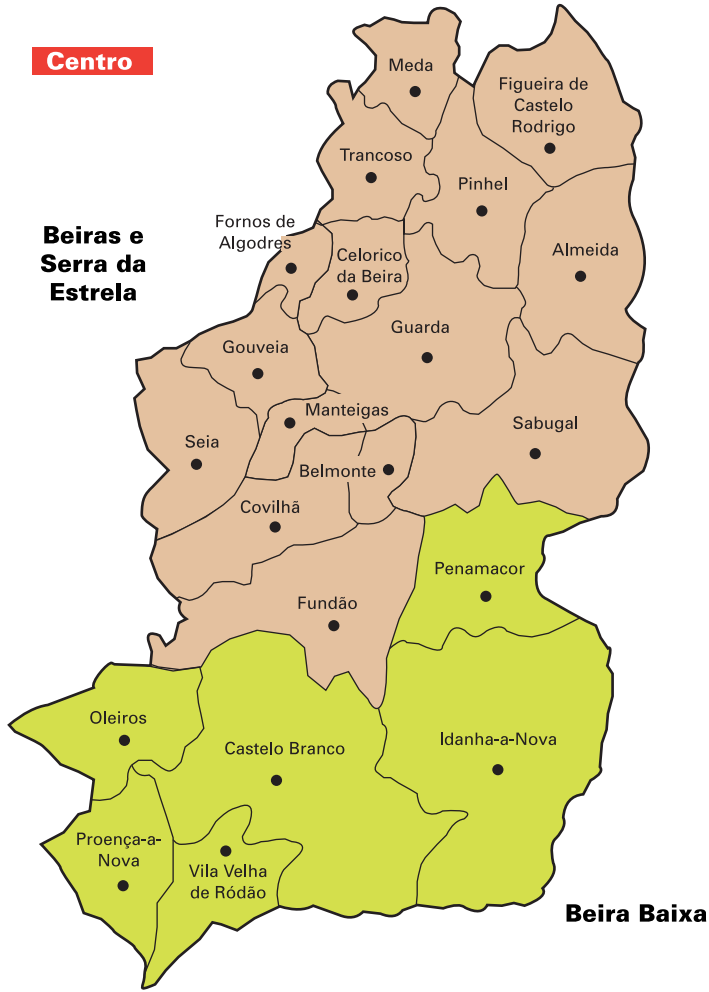 Centro
Meda
Figueira de
Castelo
Rodrigo
Trancoso
Pinhel
Fornos de
Algodres
Beiras e
Serra da
Estrela
Celorico
da Beira
Almeida
Guarda
Gouveia
Manteigas
Sabugal
Seia
Belmonte
Covilhã
Penamacor
Fundão
Oleiros
Castelo Branco
Idanha-a-Nova
Proença-a-
Nova
Vila Velha
de Ródão
Beira Baixa